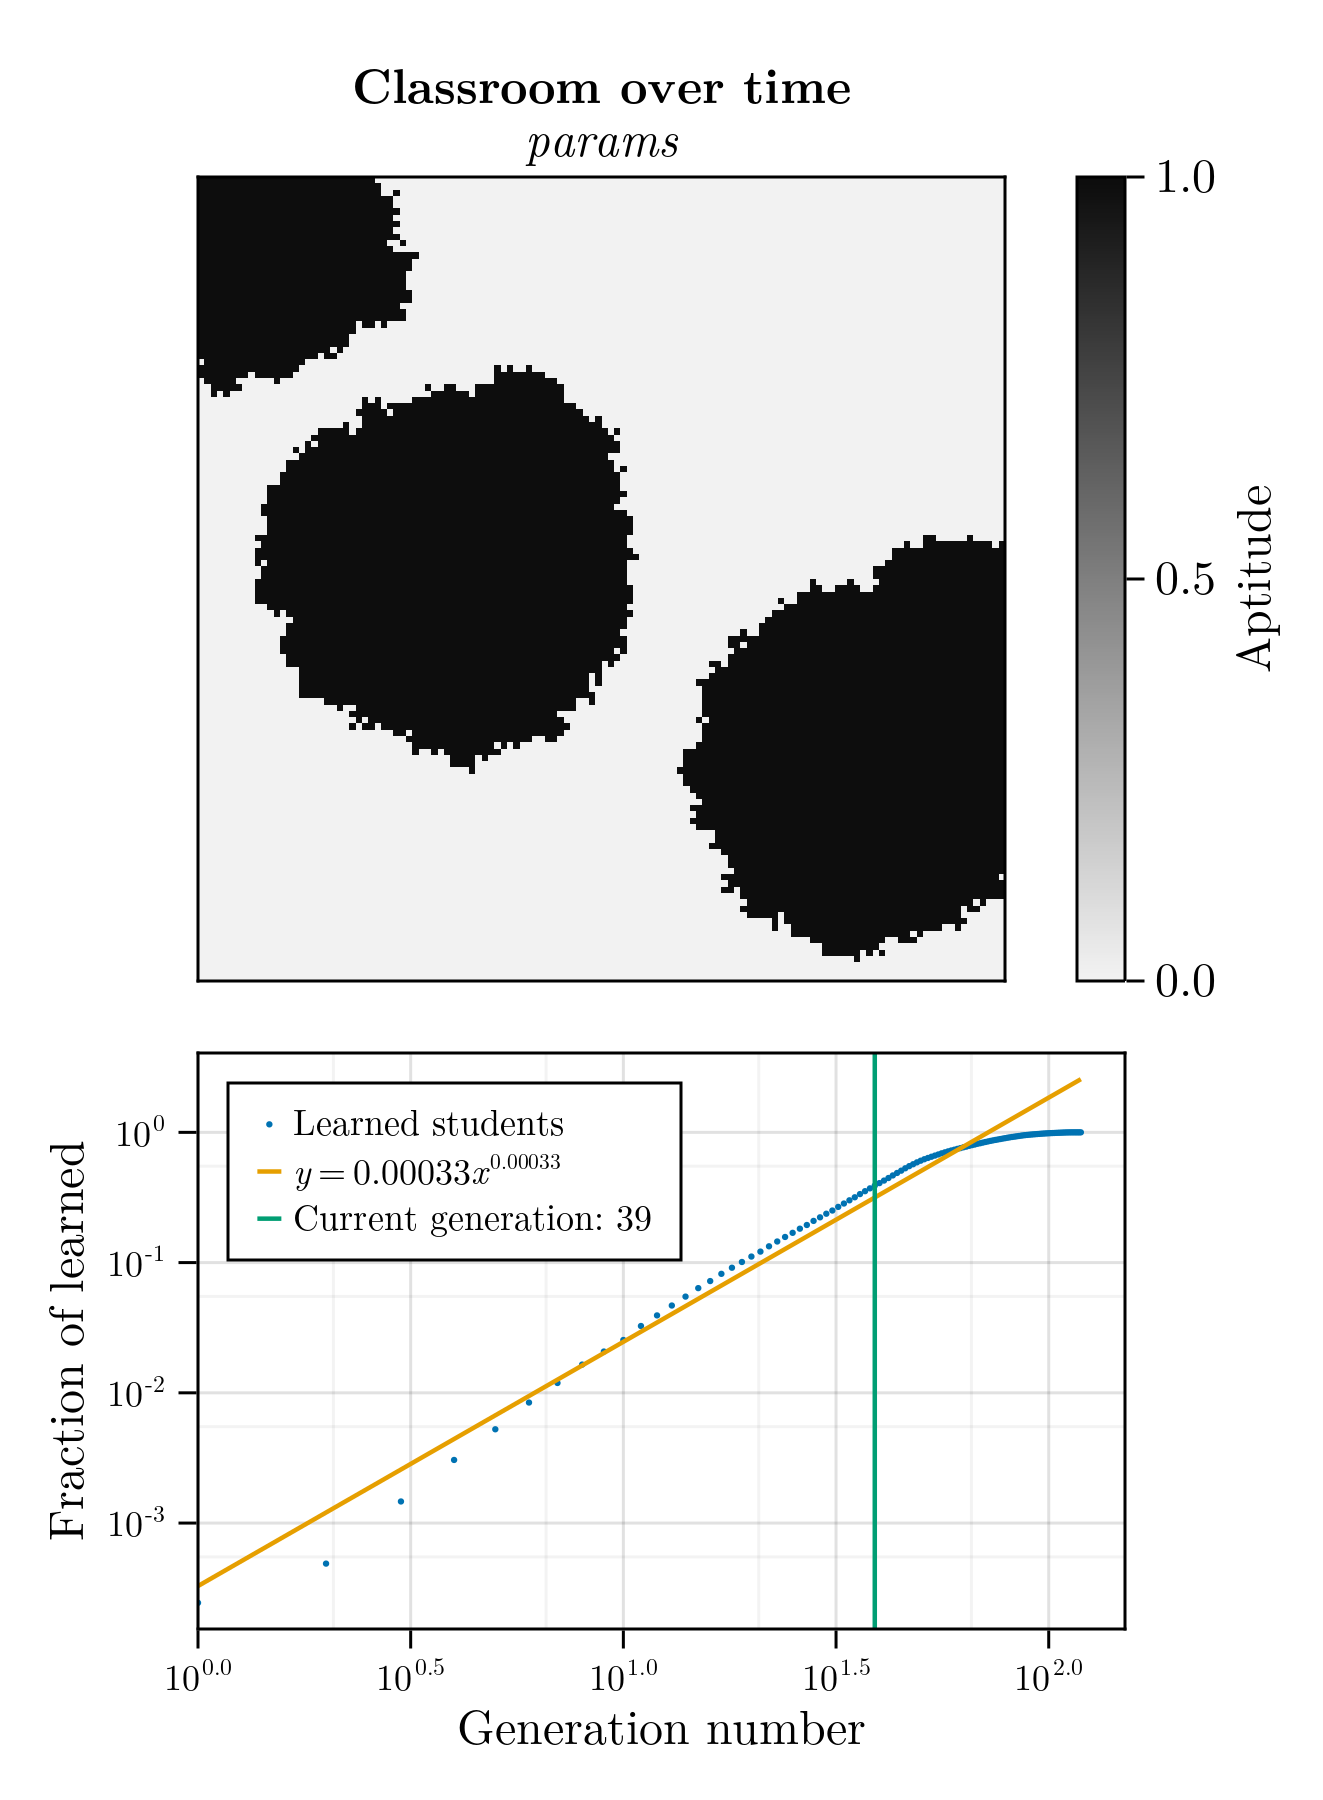 Classroom over time
params
1.0
0.5
0.0
Aptitude
Learned students
y = 0.00033x^0.00033
Current generation: 39
10^0
10^-1
10^-2
10^-3
Fraction of learned
10^0.0 10^0.5 10^1.0 10^1.5 10^2.0
Generation number